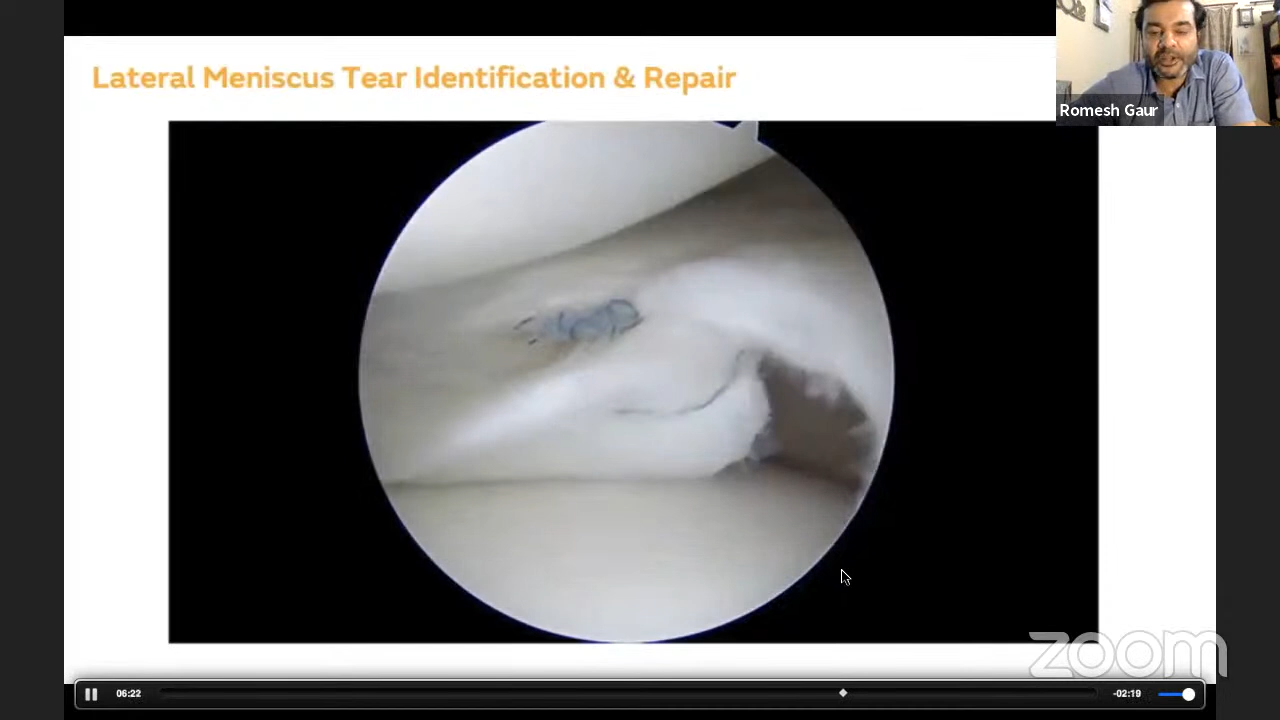 Lateral Meniscus Tear Identification & Repair
Romesh Gaur
zoom
06:22
-02:19